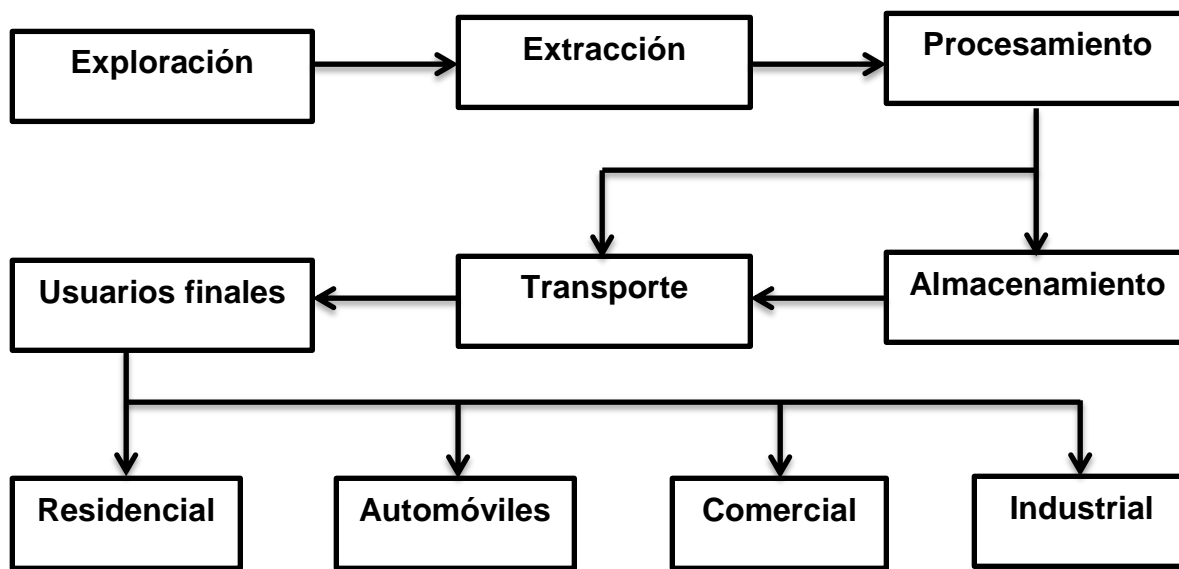 Exploración
Extracción
Procesamiento
Usuarios finales
Transporte
Almacenamiento
Residencial
Automóviles
Comercial
Industrial